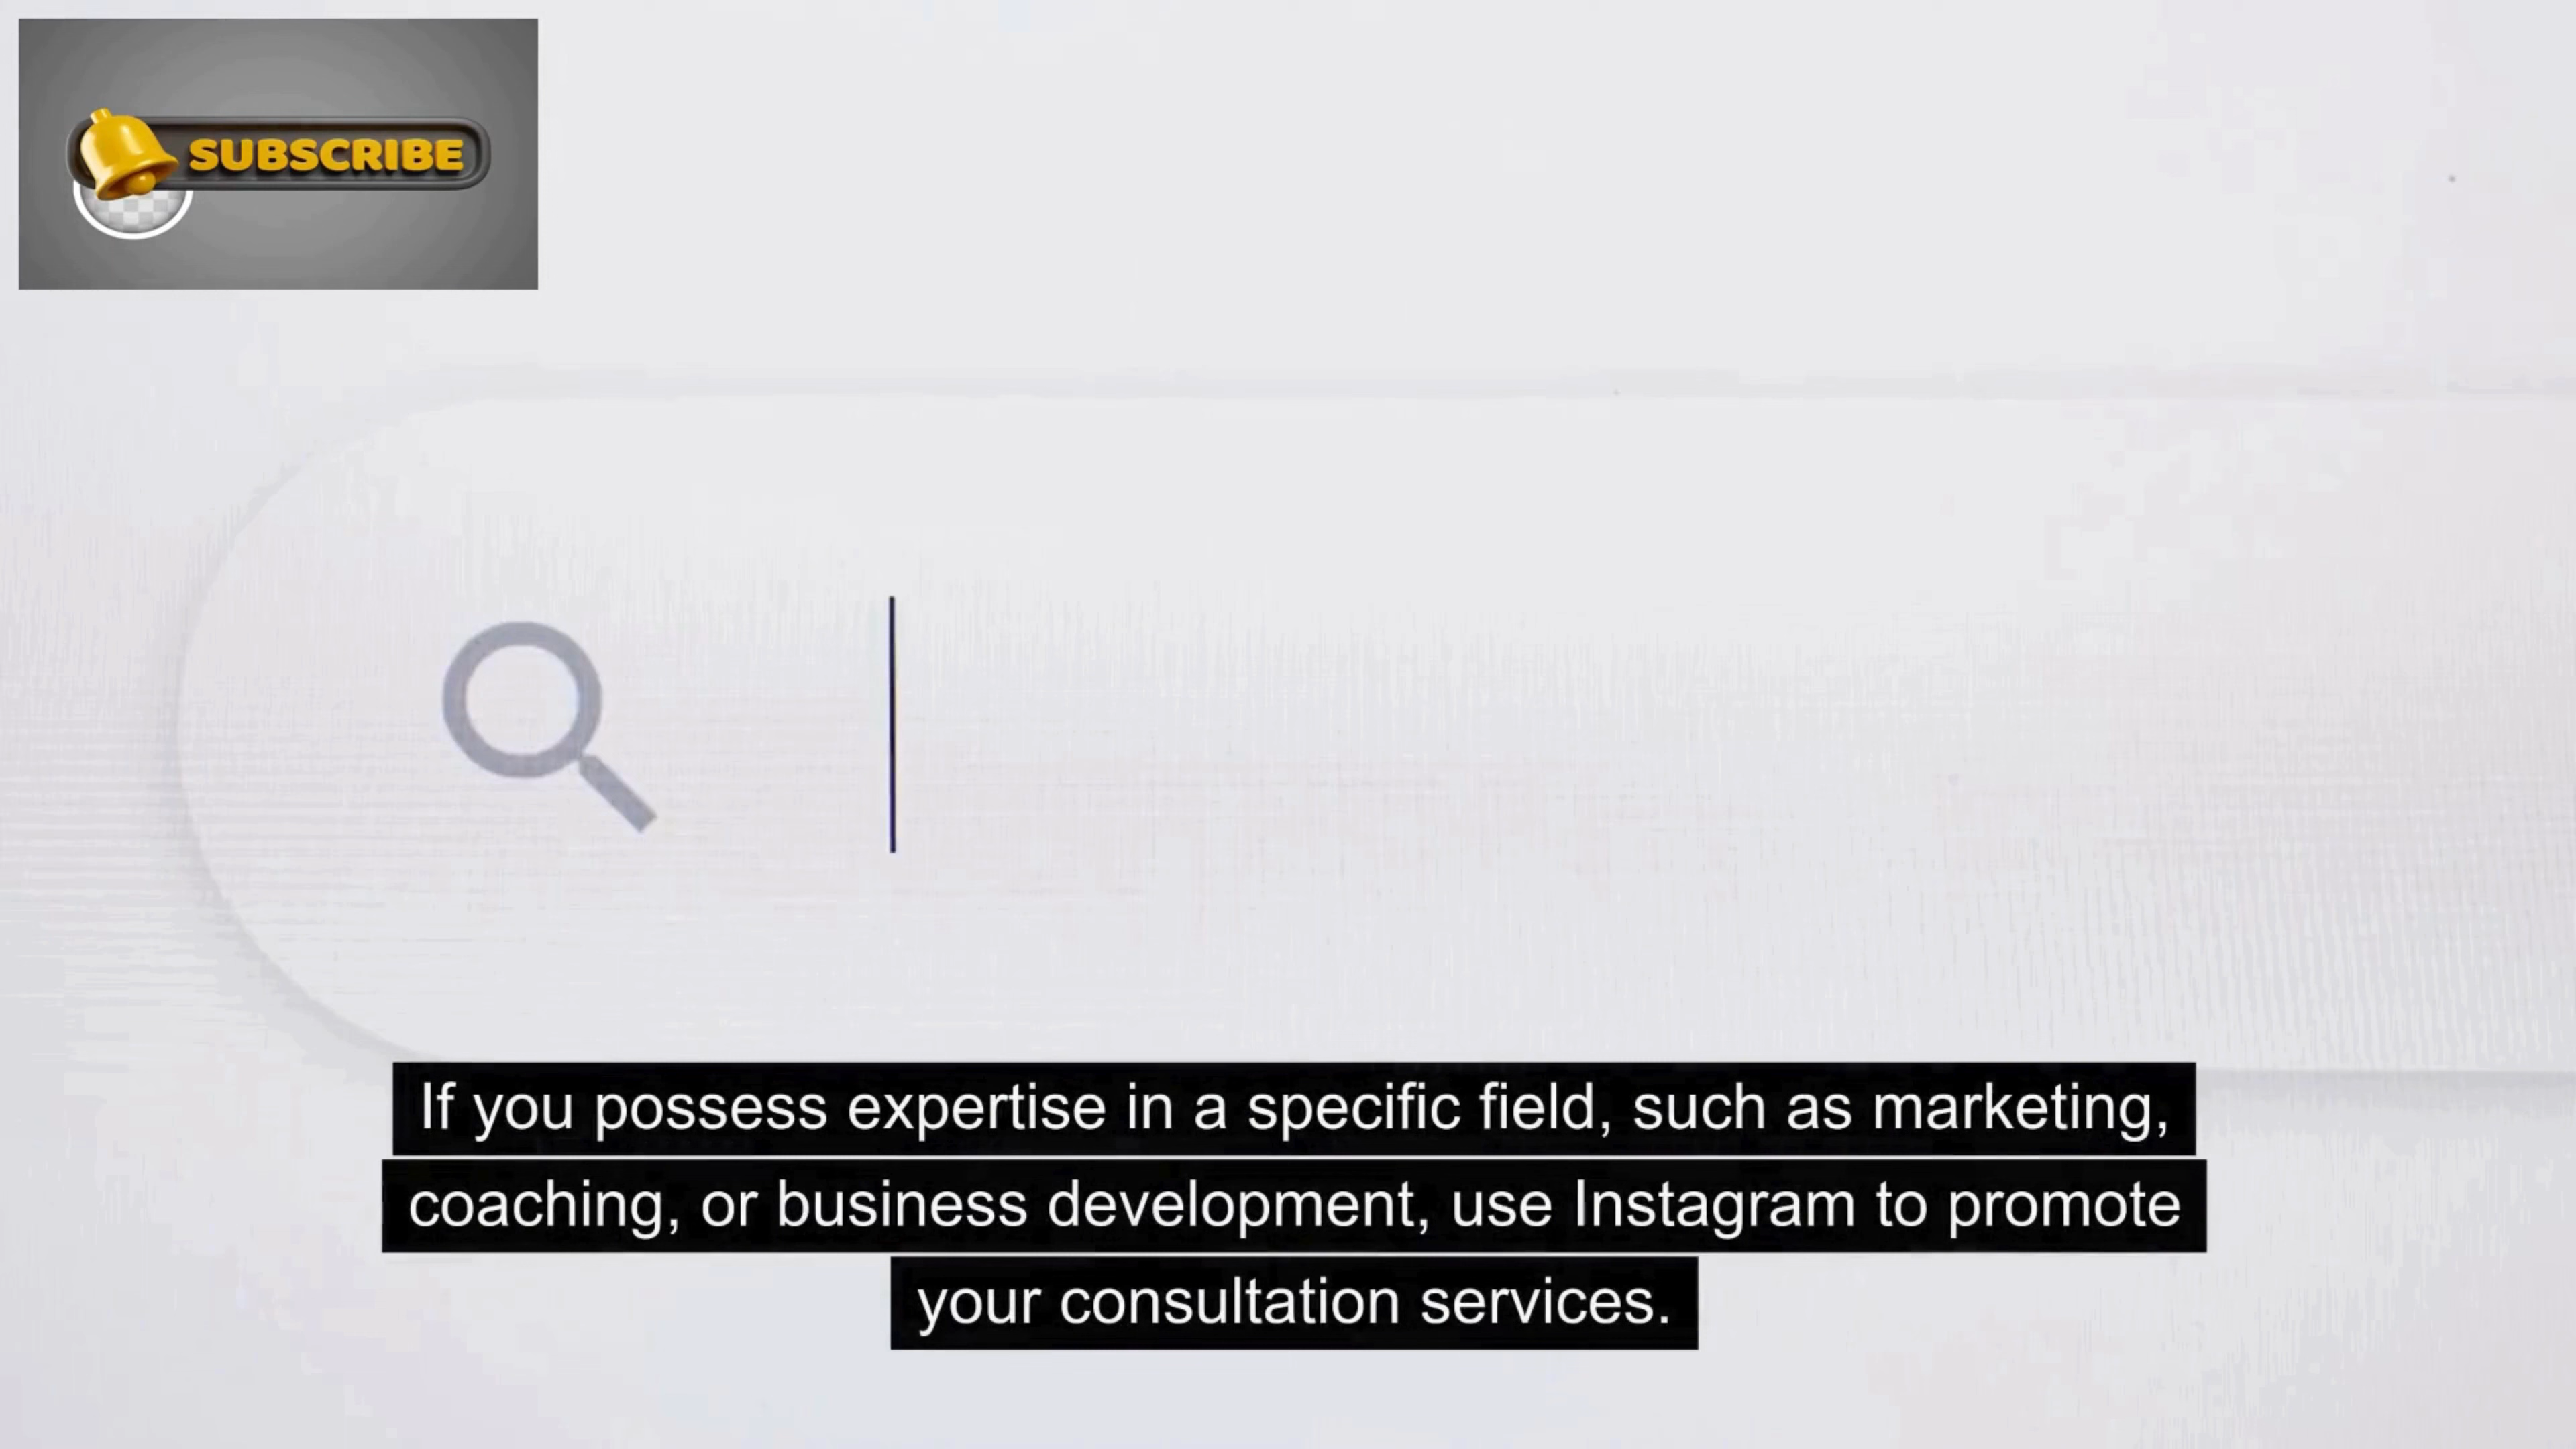 SUBSCRIBE
If you possess expertise in a specific field, such as marketing,
coaching, or business development, use Instagram to promote
your consultation services.